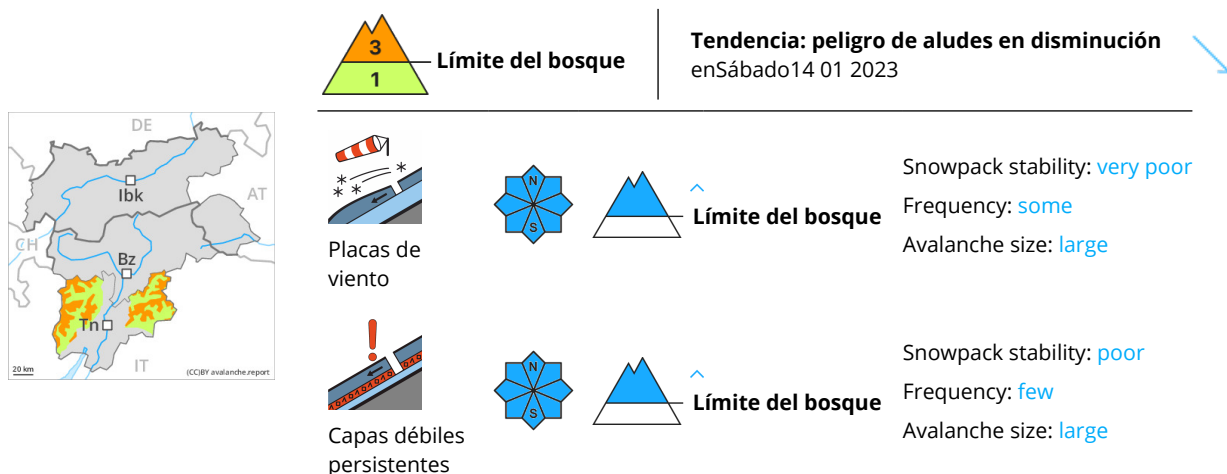 3
1
Límite del bosque
Tendencia: peligro de aludes en disminución
enSábado14 01 2023
DE
Ibk
AT
CH
Bz
Tn
IT
20 km
(CC)BY avalanche.report
Placas de
viento
N
S
Límite del bosque
Snowpack stability: very poor
Frequency: some
Avalanche size: large
Capas débiles
persistentes
N
S
Límite del bosque
Snowpack stability: poor
Frequency: few
Avalanche size: large